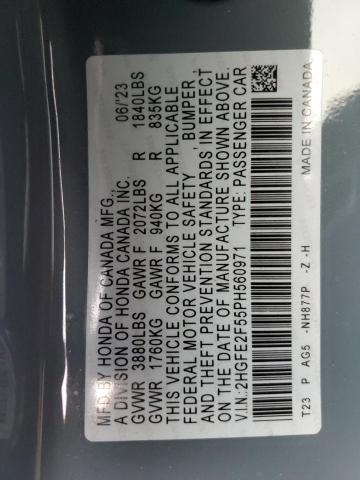 MFD.BY HONDA OF CANADA MFG., 06/'23
A DIVISION OF HONDA CANADA INC.
GVWR 3880LBS GAWR F 2072LBS R 1840LBS
GVWR 1760KG GAWR F 940KG R 835KG
THIS VEHICLE CONFORMS TO ALL APPLICABLE
FEDERAL MOTOR VEHICLE SAFETY, BUMPER,
AND THEFT PREVENTION STANDARDS IN EFFECT
ON THE DATE OF MANUFACTURE SHOWN ABOVE.
V.I.N.:2HGFE2F55PH560971 TYPE:PASSENGER CAR
T23 P AG5 -NH877P -Z -H MADE IN CANADA